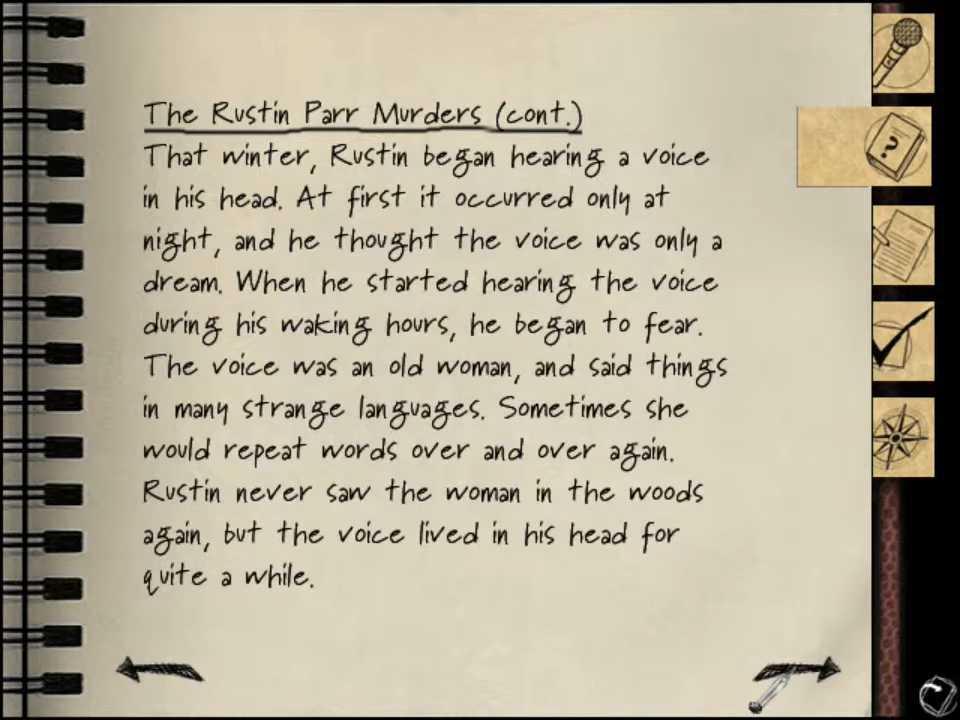 The Rustin Parr Murders (cont.)
That winter, Rustin began hearing a voice
in his head. At first it occurred only at
night, and he thought the voice was only a
dream. When he started hearing the voice
during his waking hours, he began to fear.
The voice was an old woman, and said things
in many strange languages. Sometimes she
would repeat words over and over again.
Rustin never saw the woman in the woods
again, but the voice lived in his head for
quite a while.
?